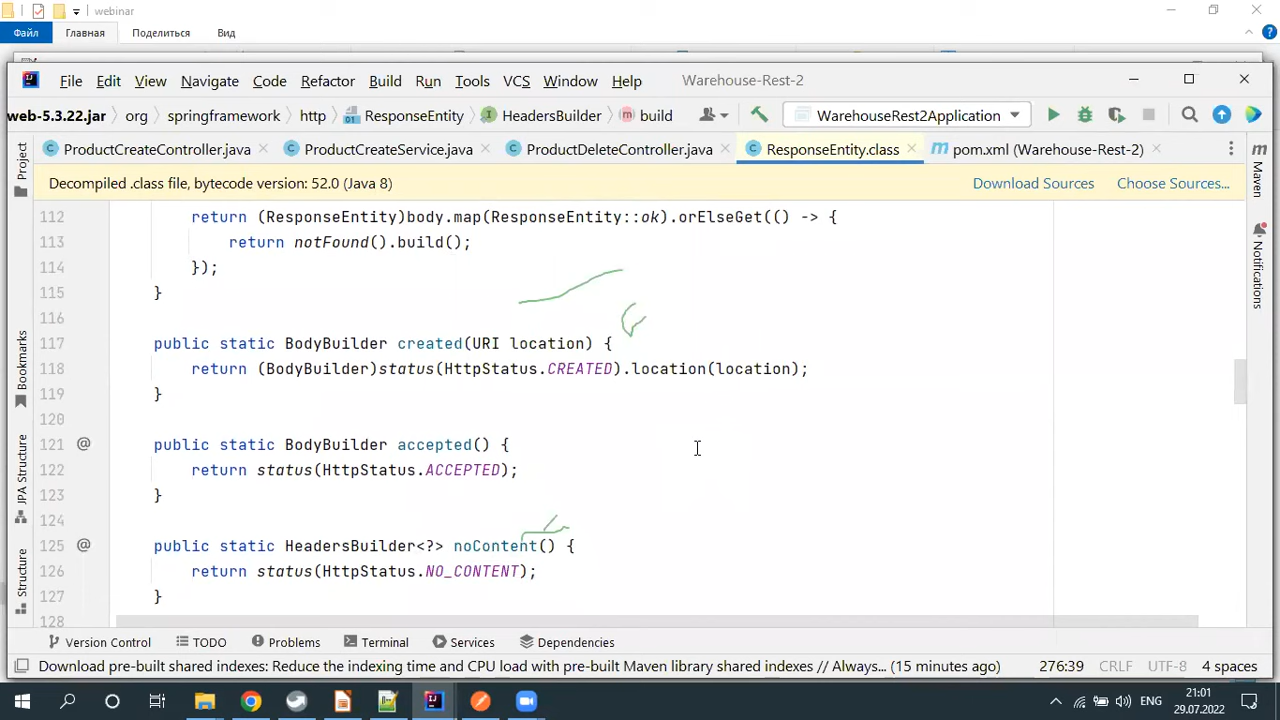 webinar
Файл Главная Поделиться Вид
File Edit View Navigate Code Refactor Build Run Tools VCS Window Help Warehouse-Rest-2
web-5.3.22.jar org springframework http ResponseEntity HeadersBuilder m build WarehouseRest2Application
ProductCreateController.java ProductCreateService.java ProductDeleteController.java ResponseEntity.class pom.xml (Warehouse-Rest-2)
Decompiled .class file, bytecode version: 52.0 (Java 8) Download Sources Choose Sources...
112 return (ResponseEntity)body.map(ResponseEntity::ok).orElseGet(() -> {
113 return notFound().build();
114 });
115 }
116
117 public static BodyBuilder created(URI location) {
118 return (BodyBuilder)status(HttpStatus.CREATED).location(location);
119 }
120
121 @ public static BodyBuilder accepted() {
122 return status(HttpStatus.ACCEPTED);
123 }
124
125 @ public static HeadersBuilder<?> noContent() {
126 return status(HttpStatus.NO_CONTENT);
127 }
128
Project
Bookmarks
JPA Structure
Structure
Maven
Notifications
Version Control TODO Problems Terminal Services Dependencies
Download pre-built shared indexes: Reduce the indexing time and CPU load with pre-built Maven library shared indexes // Always... (15 minutes ago) 276:39 CRLF UTF-8 4 spaces
ENG 21:01
29.07.2022